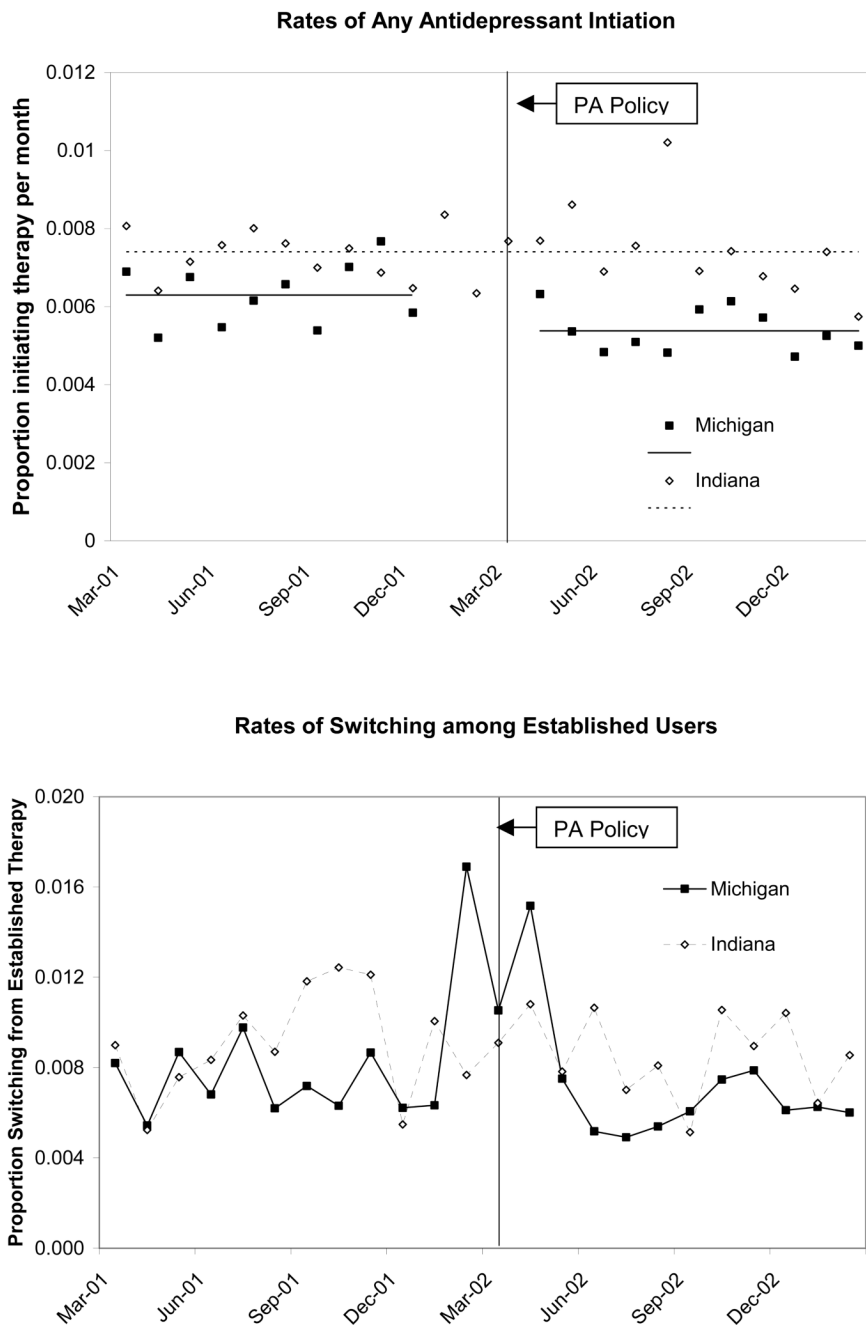 Rates of Any Antidepressant Intiation
Proportion initiating therapy per month
0.012
0.01
0.008
0.006
0.004
0.002
0
PA Policy
Michigan
Indiana
Mar-01
Jun-01
Sep-01
Dec-01
Mar-02
Jun-02
Sep-02
Dec-02
Rates of Switching among Established Users
Proportion Switching from Established Therapy
0.020
0.016
0.012
0.008
0.004
0.000
PA Policy
Michigan
Indiana
Mar-01
Jun-01
Sep-01
Dec-01
Mar-02
Jun-02
Sep-02
Dec-02